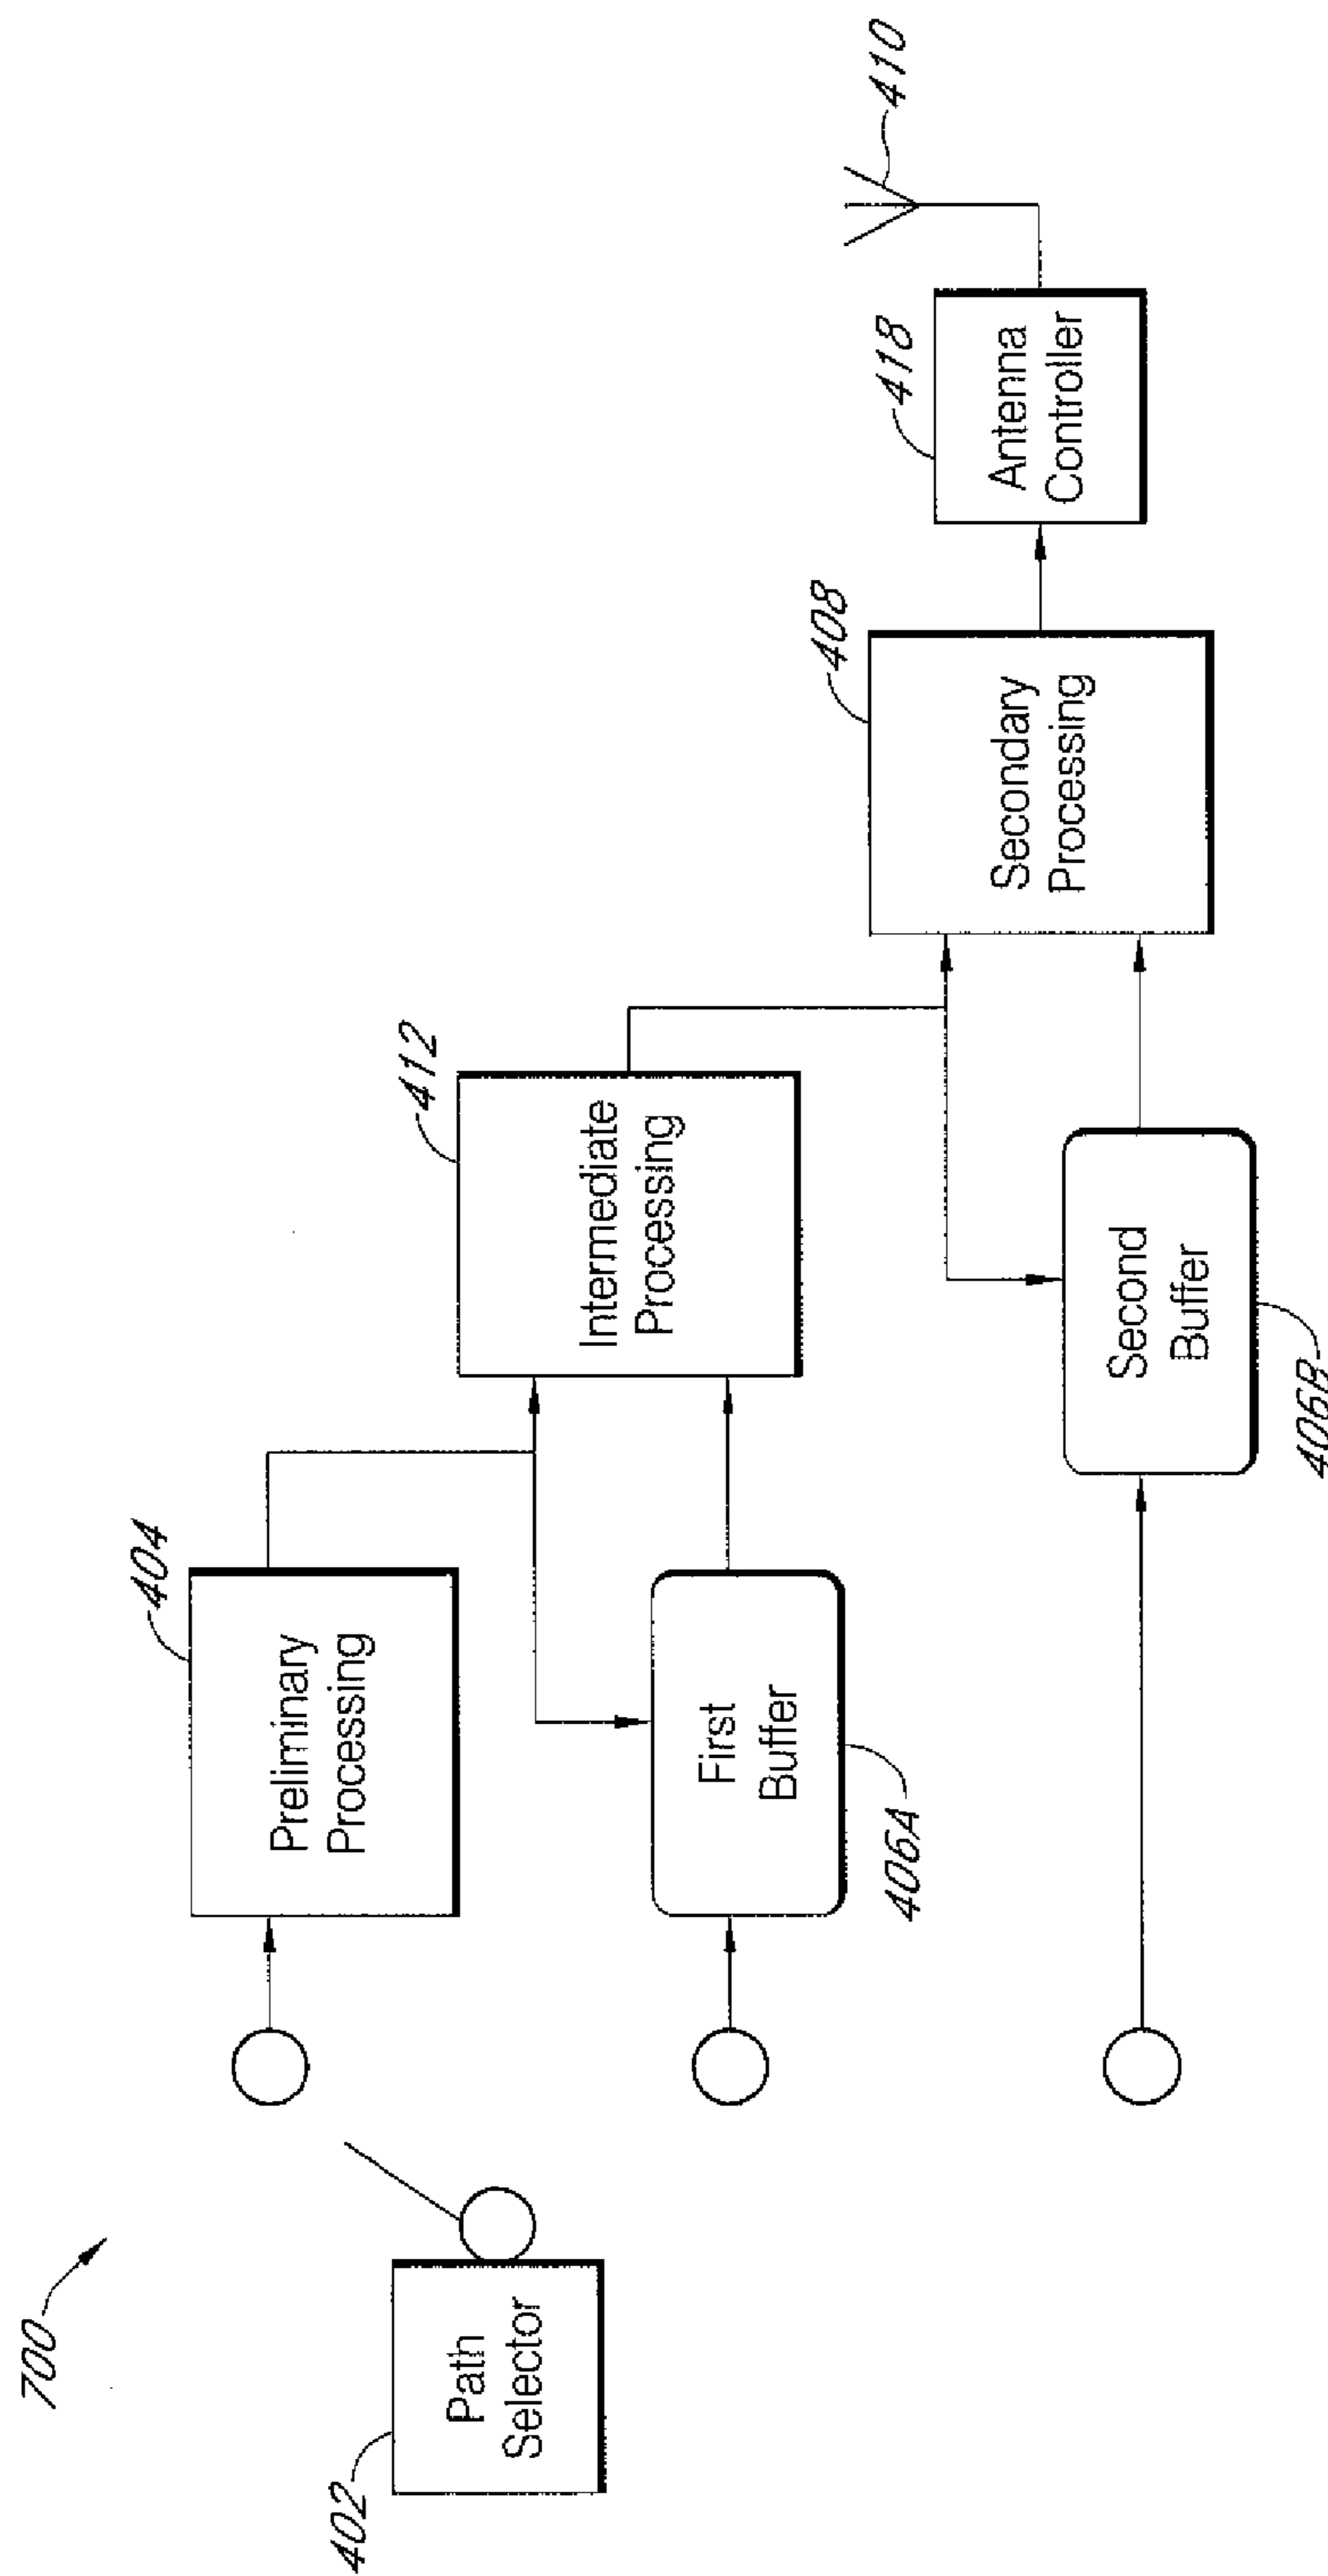 700
402
Path
Selector
404
Preliminary
Processing
First
Buffer
406A
412
Intermediate
Processing
Second
Buffer
406B
408
Secondary
Processing
418
Antenna
Controller
410